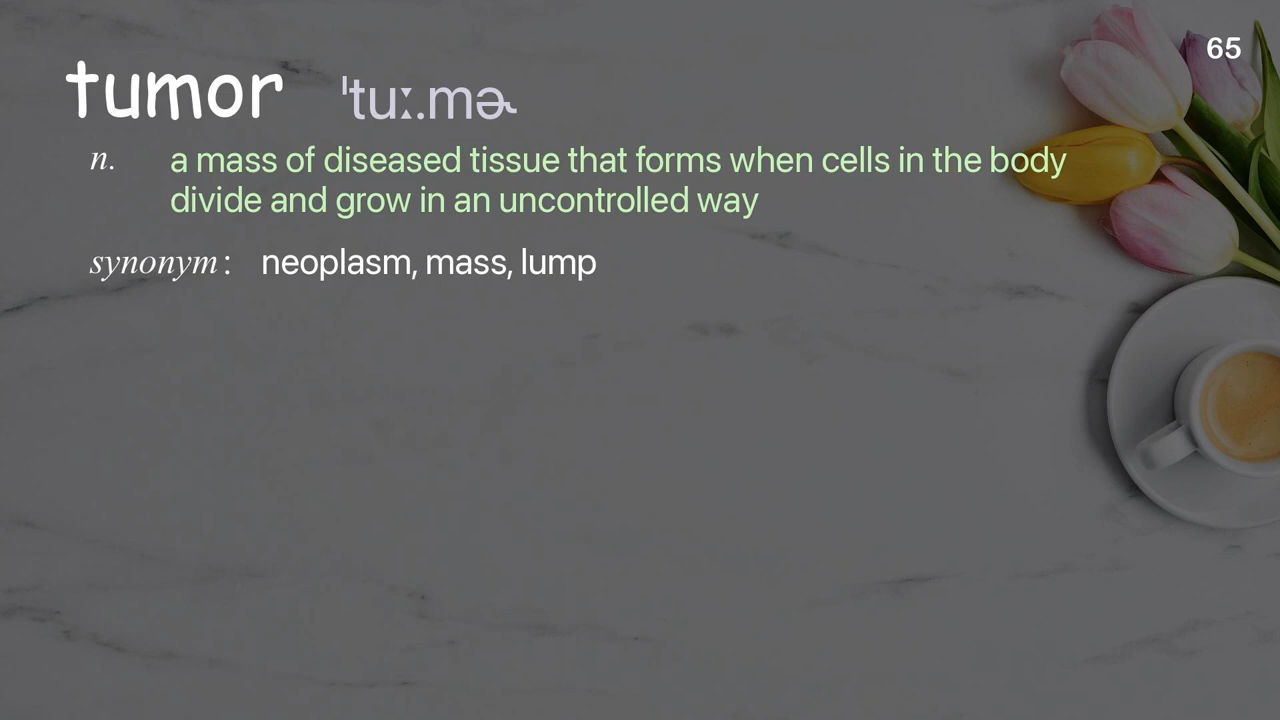 65
tumor ˈtuː.mɚ
n. a mass of diseased tissue that forms when cells in the body
divide and grow in an uncontrolled way
synonym : neoplasm, mass, lump